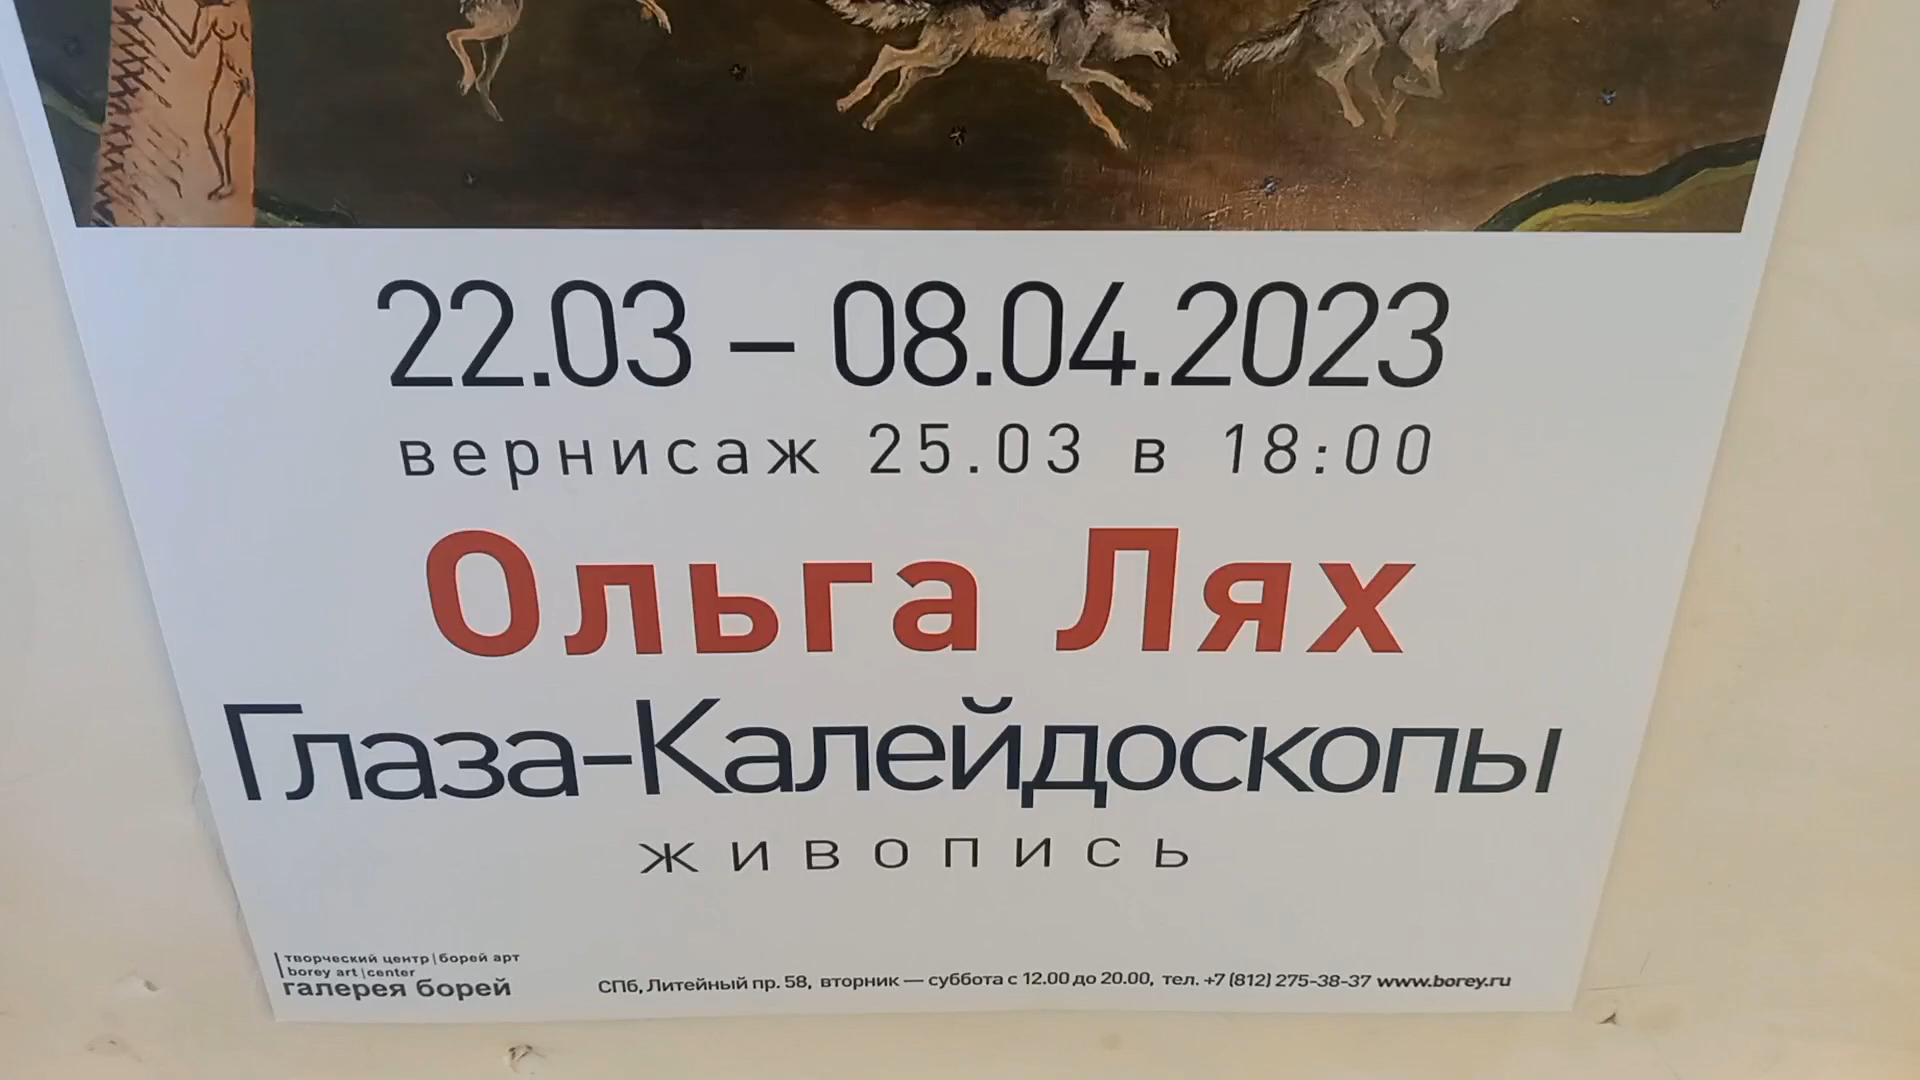 22.03 – 08.04.2023
вернисаж 25.03 в 18:00
Ольга Лях
Глаза-Калейдоскопы
живопись
творческий центр|борей арт
borey art|center
галерея борей
СПб, Литейный пр. 58, вторник — суббота с 12.00 до 20.00, тел. +7 (812) 275-38-37 www.borey.ru